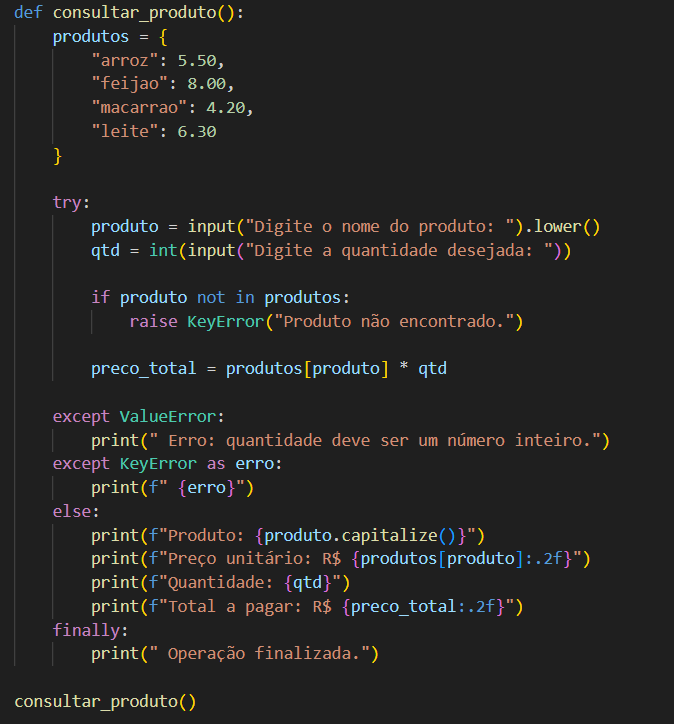 def consultar_produto():
    produtos = {
        "arroz": 5.50,
        "feijao": 8.00,
        "macarrao": 4.20,
        "leite": 6.30
    }

    try:
        produto = input("Digite o nome do produto: ").lower()
        qtd = int(input("Digite a quantidade desejada: "))

        if produto not in produtos:
            raise KeyError("Produto não encontrado.")

        preco_total = produtos[produto] * qtd

    except ValueError:
        print(" Erro: quantidade deve ser um número inteiro.")
    except KeyError as erro:
        print(f" {erro}")
    else:
        print(f"Produto: {produto.capitalize()}")
        print(f"Preço unitário: R$ {produtos[produto]:.2f}")
        print(f"Quantidade: {qtd}")
        print(f"Total a pagar: R$ {preco_total:.2f}")
    finally:
        print(" Operação finalizada.")

consultar_produto()